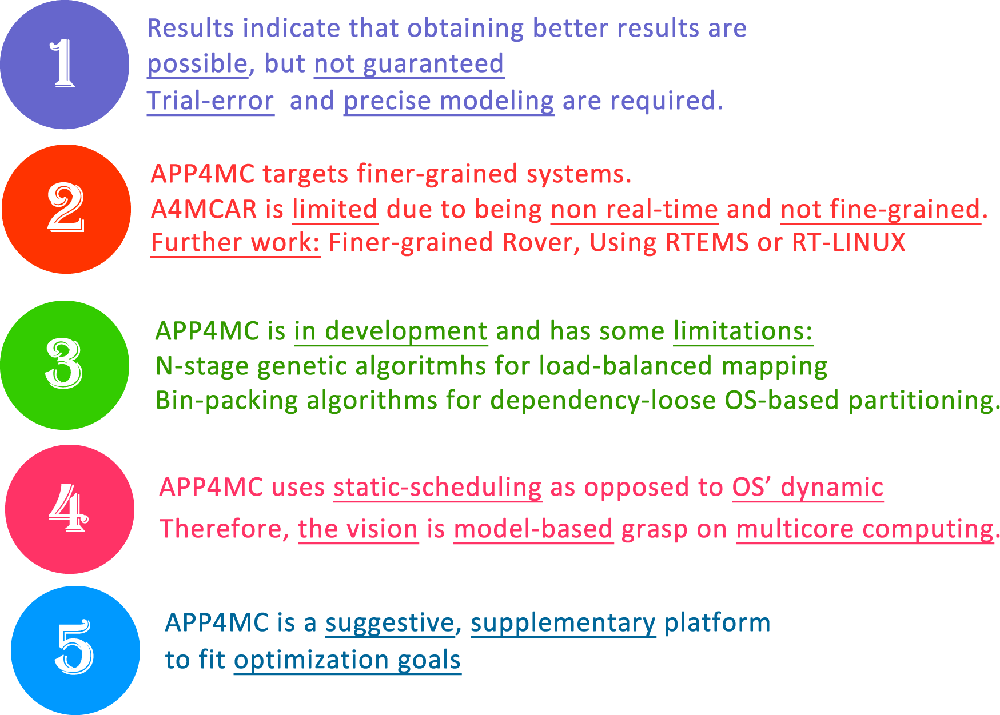 1
Results indicate that obtaining better results are
possible, but not guaranteed
Trial-error and precise modeling are required.
2
APP4MC targets finer-grained systems.
A4MCAR is limited due to being non real-time and not fine-grained.
Further work: Finer-grained Rover, Using RTEMS or RT-LINUX
3
APP4MC is in development and has some limitations:
N-stage genetic algoritmhs for load-balanced mapping
Bin-packing algorithms for dependency-loose OS-based partitioning.
4
APP4MC uses static-scheduling as opposed to OS’ dynamic
Therefore, the vision is model-based grasp on multicore computing.
5
APP4MC is a suggestive, supplementary platform
to fit optimization goals